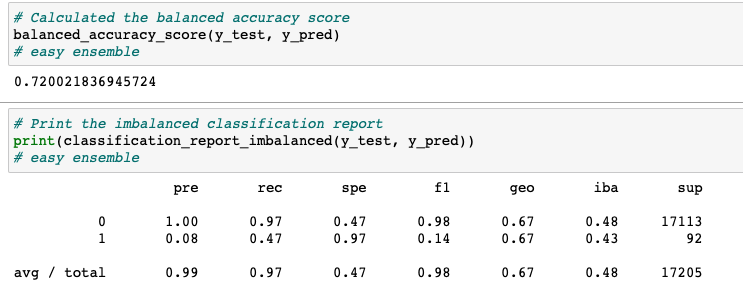 # Calculated the balanced accuracy score
balanced_accuracy_score(y_test, y_pred)
# easy ensemble
0.720021836945724
# Print the imbalanced classification report
print(classification_report_imbalanced(y_test, y_pred))
# easy ensemble
pre rec spe f1 geo iba sup
0 1.00 0.97 0.47 0.98 0.67 0.48 17113
1 0.08 0.47 0.97 0.14 0.67 0.43 92
avg / total 0.99 0.97 0.47 0.98 0.67 0.48 17205